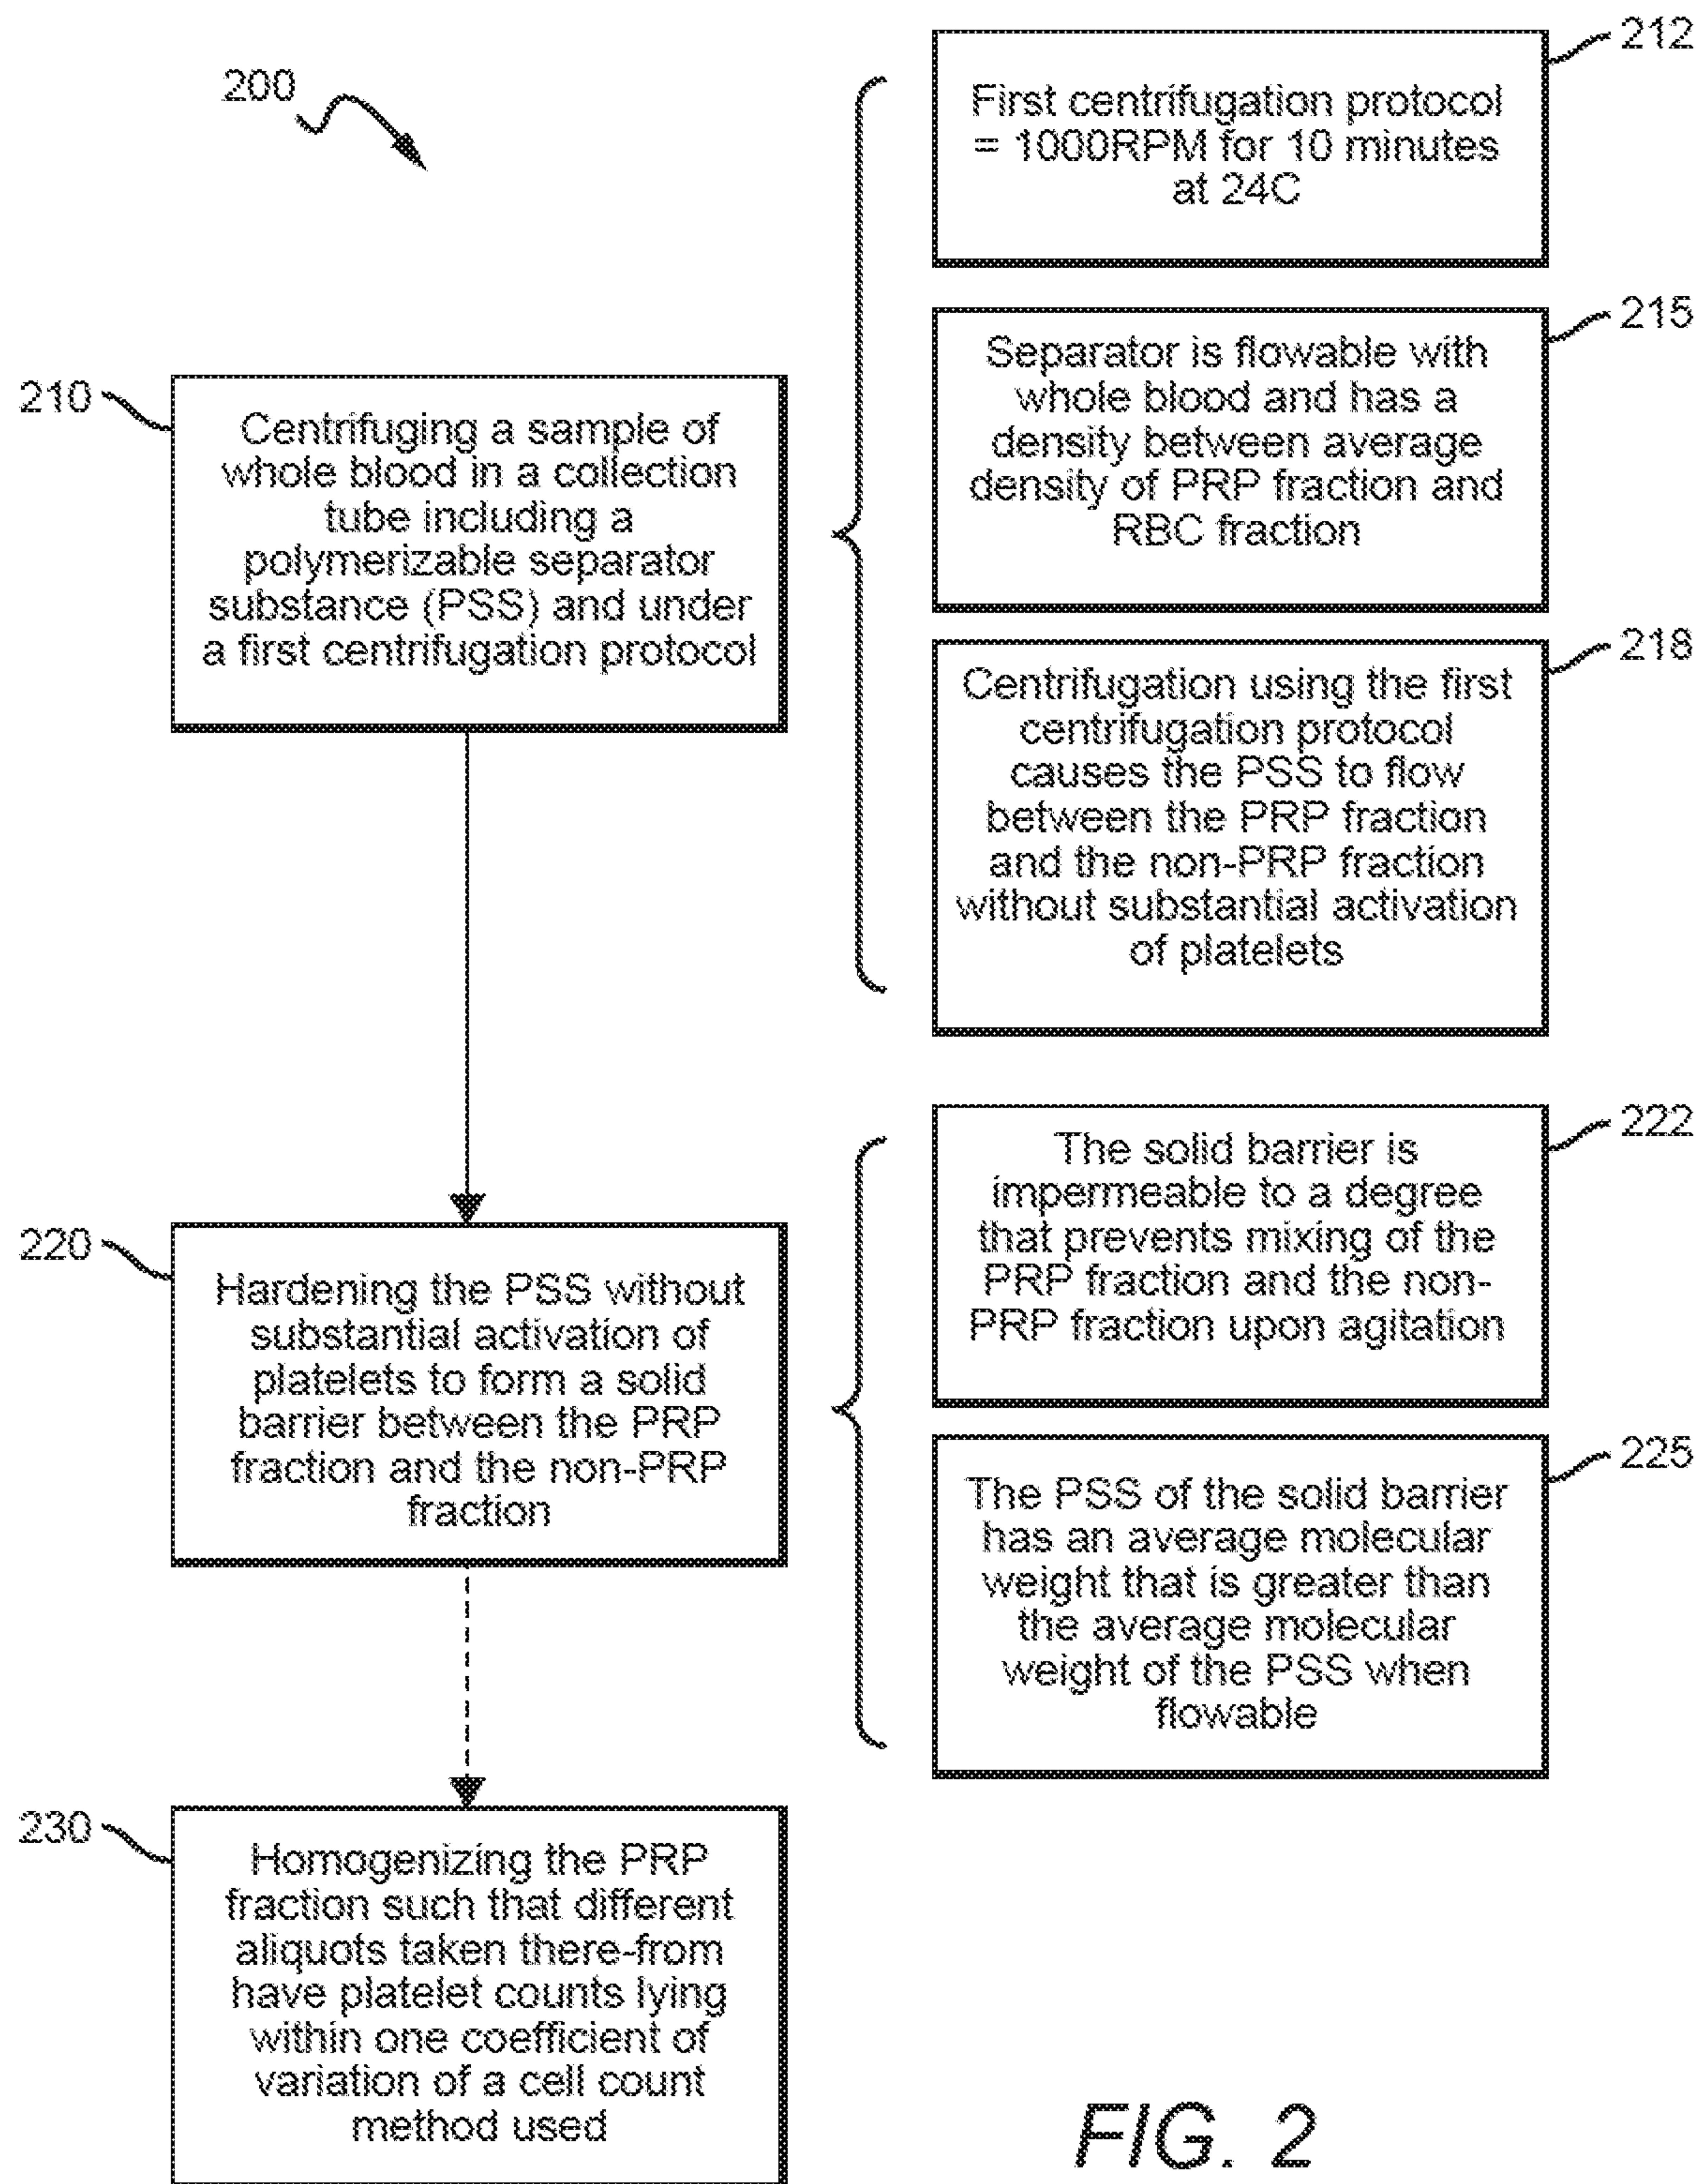 200
210
Centrifuging a sample of
whole blood in a collection
tube including a
polymerizable separator
substance (PSS) and under
a first centrifugation protocol
212
First centrifugation protocol
= 1000RPM for 10 minutes
at 24C
215
Separator is flowable with
whole blood and has a
density between average
density of PRP fraction and
RBC fraction
218
Centrifugation using the first
centrifugation protocol
causes the PSS to flow
between the PRP fraction
and the non-PRP fraction
without substantial activation
of platelets
220
Hardening the PSS without
substantial activation of
platelets to form a solid
barrier between the PRP
fraction and the non-PRP
fraction
222
The solid barrier is
impermeable to a degree
that prevents mixing of the
PRP fraction and the non-
PRP fraction upon agitation
225
The PSS of the solid barrier
has an average molecular
weight that is greater than
the average molecular
weight of the PSS when
flowable
230
Homogenizing the PRP
fraction such that different
aliquots taken there-from
have platelet counts lying
within one coefficient of
variation of a cell count
method used
FIG. 2